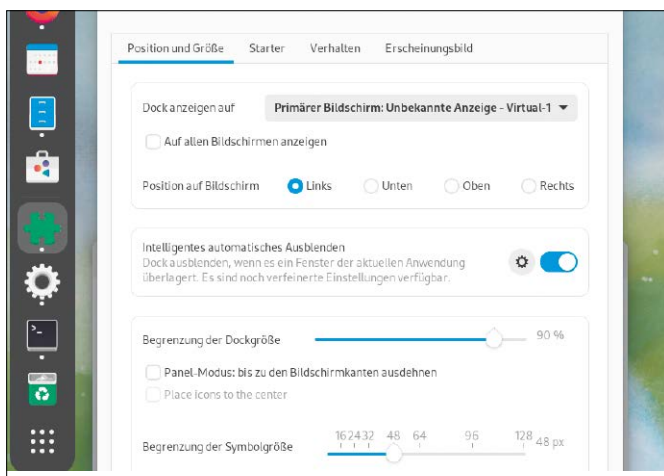 Position und Größe Starter Verhalten Erscheinungsbild
Dock anzeigen auf Primärer Bildschirm: Unbekannte Anzeige - Virtual-1
Auf allen Bildschirmen anzeigen
Position auf Bildschirm Links Unten Oben Rechts
Intelligentes automatisches Ausblenden
Dock ausblenden, wenn es ein Fenster der aktuellen Anwendung
überlagert. Es sind noch verfeinerte Einstellungen verfügbar.
Begrenzung der Dockgröße 90 %
Panel-Modus: bis zu den Bildschirmkanten ausdehnen
Place icons to the center
16 24 32 48 64 96 128
Begrenzung der Symbolgröße 48 px